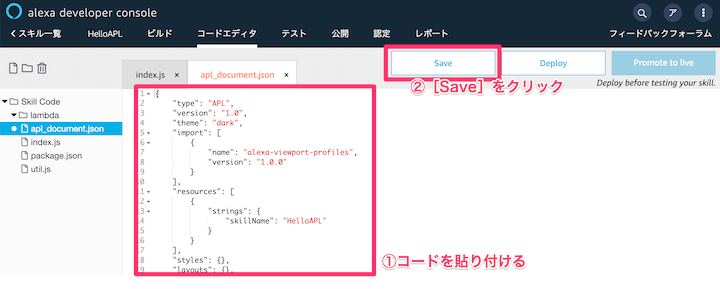 alexa developer console
くスキル一覧 HelloAPL ビルド コードエディタ テスト 公開 認定 レポート フィードバックフォーラム
Save Deploy Promote to live
index.js × apl_document.json ×
②［Save］をクリック
Deploy before testing your skill.
Skill Code
lambda
apl_document.json
index.js
package.json
util.js
1 {
2 "type": "APL",
3 "version": "1.0",
4 "theme": "dark",
5 "import": [
6 {
7 "name": "alexa-viewport-profiles",
8 "version": "1.0.0"
9 }
10 ],
11 "resources": [
12 {
13 "strings": {
14 "skillName": "HelloAPL"
15 }
16 }
17 ],
18 "styles": {},
19 "layouts": {},
①コードを貼り付ける